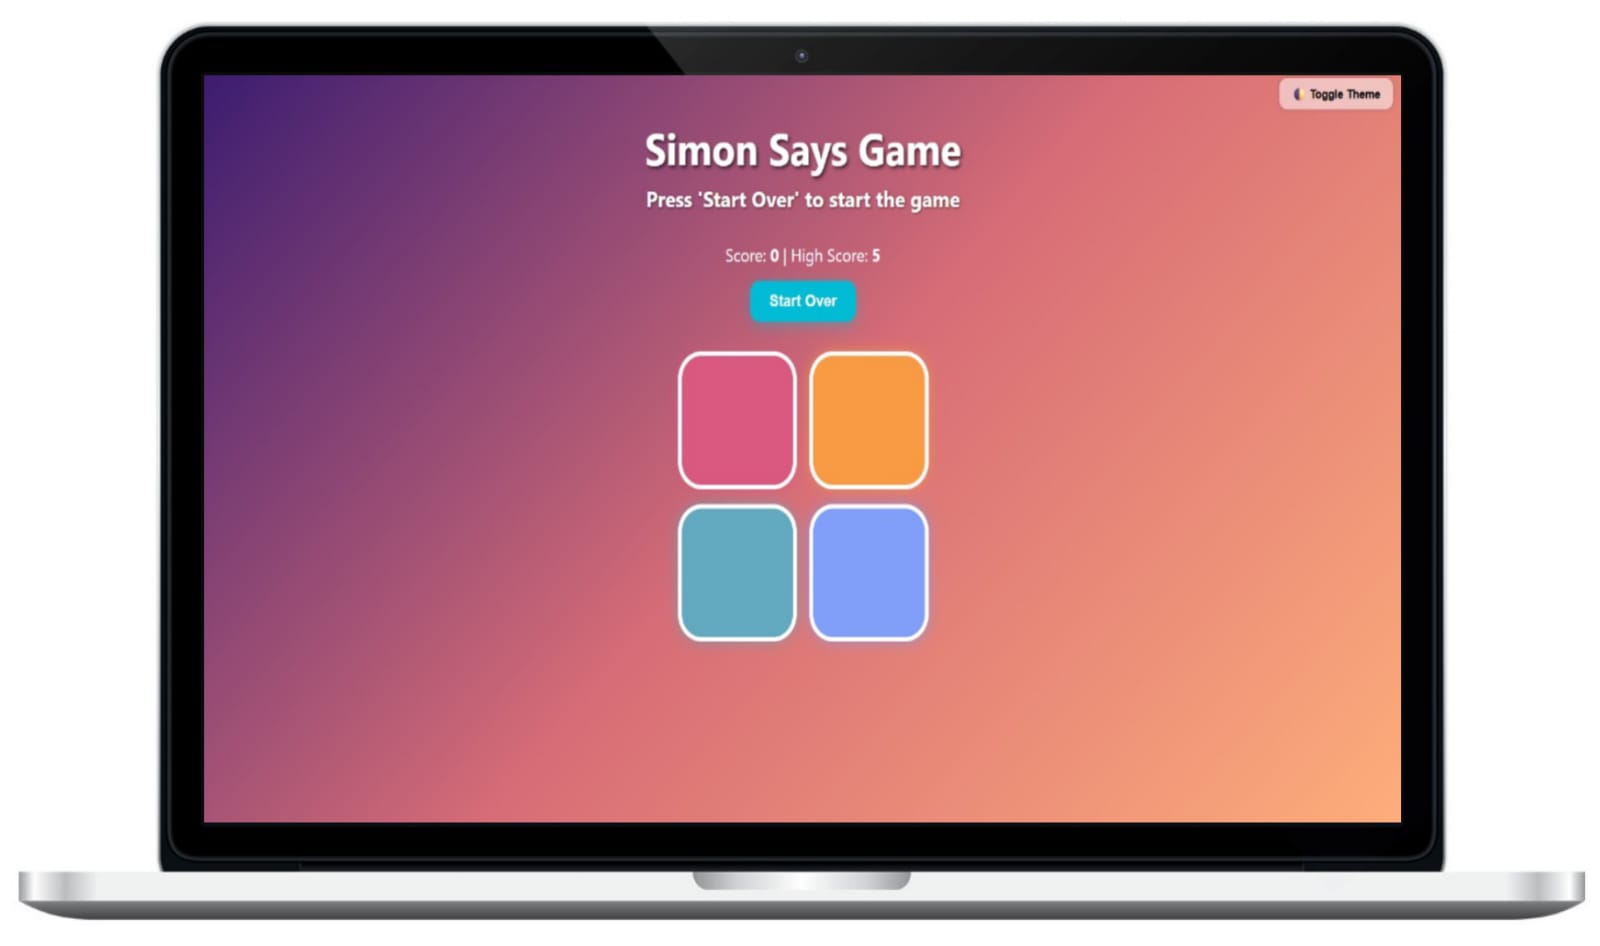 Toggle Theme
Simon Says Game
Press 'Start Over' to start the game
Score: 0 | High Score: 5
Start Over